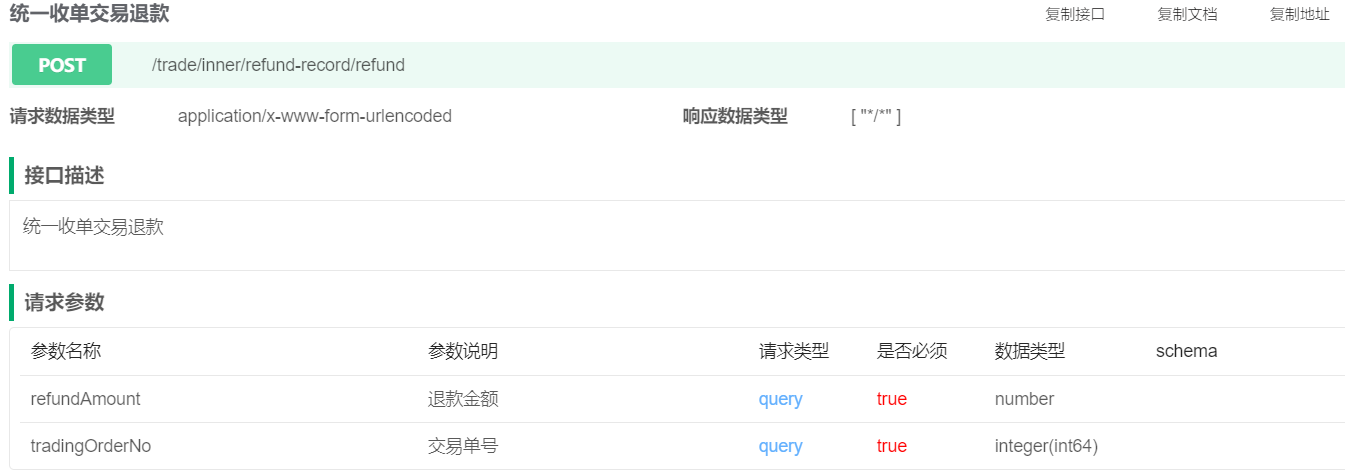 统一收单交易退款 复制接口 复制文档 复制地址
POST /trade/inner/refund-record/refund
请求数据类型 application/x-www-form-urlencoded 响应数据类型 [ "*/*" ]
接口描述
统一收单交易退款
请求参数
参数名称 参数说明 请求类型 是否必须 数据类型 schema
refundAmount 退款金额 query true number
tradingOrderNo 交易单号 query true integer(int64)